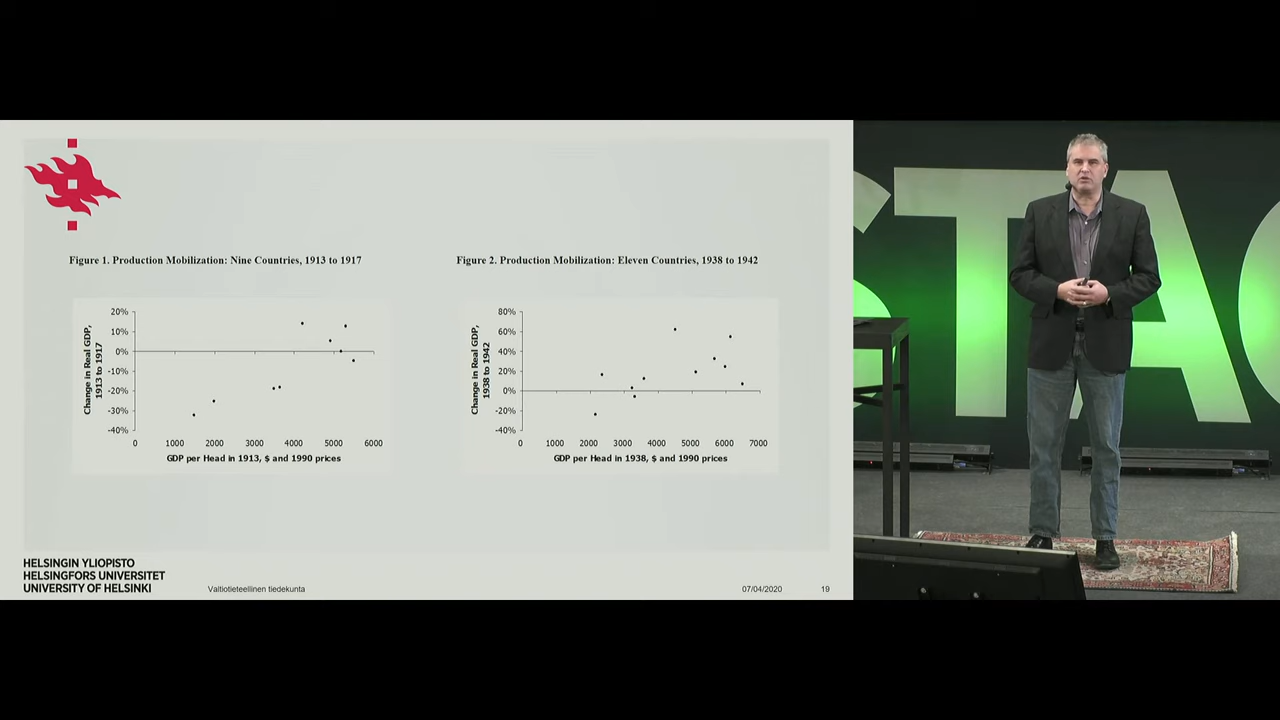 Figure 1. Production Mobilization: Nine Countries, 1913 to 1917
Change in Real GDP,
1913 to 1917
20%
10%
0%
-10%
-20%
-30%
-40%
0 1000 2000 3000 4000 5000 6000
GDP per Head in 1913, $ and 1990 prices
Figure 2. Production Mobilization: Eleven Countries, 1938 to 1942
Change in Real GDP,
1938 to 1942
80%
60%
40%
20%
0%
-20%
-40%
0 1000 2000 3000 4000 5000 6000 7000
GDP per Head in 1938, $ and 1990 prices
HELSINGIN YLIOPISTO
HELSINGFORS UNIVERSITET
UNIVERSITY OF HELSINKI
Valtiotieteellinen tiedekunta
07/04/2020 19
STA